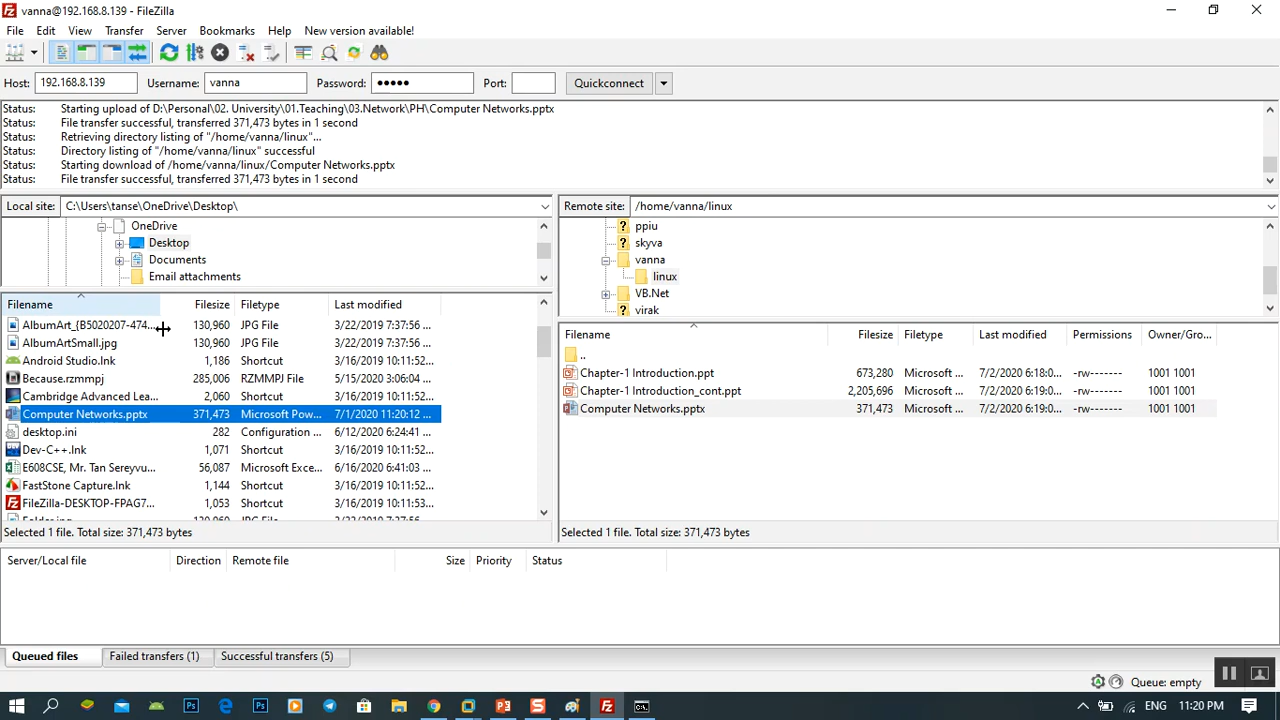 vanna@192.168.8.139 - FileZilla
File Edit View Transfer Server Bookmarks Help New version available!
Host: 192.168.8.139 Username: vanna Password: ●●●●● Port: Quickconnect
Status: Starting upload of D:\Personal\02. University\01.Teaching\03.Network\PH\Computer Networks.pptx
Status: File transfer successful, transferred 371,473 bytes in 1 second
Status: Retrieving directory listing of "/home/vanna/linux"...
Status: Directory listing of "/home/vanna/linux" successful
Status: Starting download of /home/vanna/linux/Computer Networks.pptx
Status: File transfer successful, transferred 371,473 bytes in 1 second
Local site: C:\Users\tanse\OneDrive\Desktop\
OneDrive
Desktop
Documents
Email attachments
Filename Filesize Filetype Last modified
AlbumArt_{B5020207-474... 130,960 JPG File 3/22/2019 7:37:56 ...
AlbumArtSmall.jpg 130,960 JPG File 3/22/2019 7:37:56 ...
Android Studio.lnk 1,186 Shortcut 3/16/2019 10:11:52...
Because.rzmmpj 285,006 RZMMPJ File 5/15/2020 3:06:04 ...
Cambridge Advanced Lea... 2,060 Shortcut 3/16/2019 10:11:52...
Computer Networks.pptx 371,473 Microsoft Pow... 7/1/2020 11:20:12 ...
desktop.ini 282 Configuration ... 6/12/2020 6:24:41 ...
Dev-C++.lnk 1,071 Shortcut 3/16/2019 10:11:52...
E608CSE, Mr. Tan Sereyvu... 56,087 Microsoft Exce... 6/16/2020 6:41:03 ...
FastStone Capture.lnk 1,144 Shortcut 3/16/2019 10:11:52...
FileZilla-DESKTOP-FPAG7... 1,053 Shortcut 3/16/2019 10:11:53...
Selected 1 file. Total size: 371,473 bytes
Remote site: /home/vanna/linux
ppiu
skyva
vanna
linux
VB.Net
virak
Filename Filesize Filetype Last modified Permissions Owner/Gro...
..
Chapter-1 Introduction.ppt 673,280 Microsoft ... 7/2/2020 6:18:0... -rw------- 1001 1001
Chapter-1 Introduction_cont.ppt 2,205,696 Microsoft ... 7/2/2020 6:19:0... -rw------- 1001 1001
Computer Networks.pptx 371,473 Microsoft ... 7/2/2020 6:19:0... -rw------- 1001 1001
Selected 1 file. Total size: 371,473 bytes
Server/Local file Direction Remote file Size Priority Status
Queued files Failed transfers (1) Successful transfers (5)
Queue: empty
ENG 11:20 PM